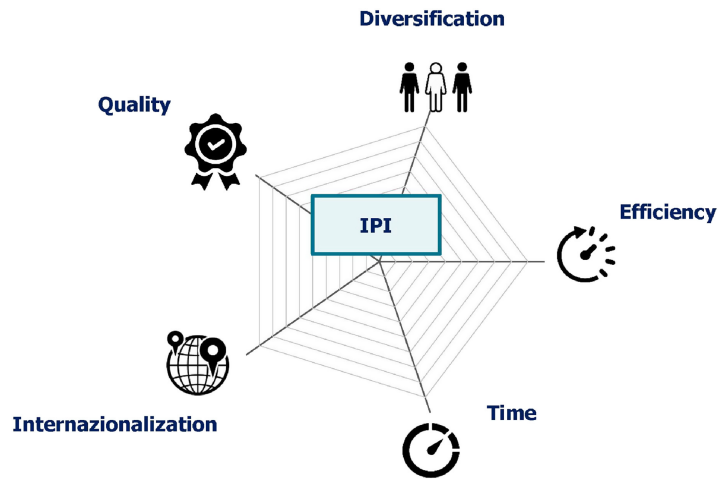 Diversification
Quality
Efficiency
IPI
Internazionalization
Time